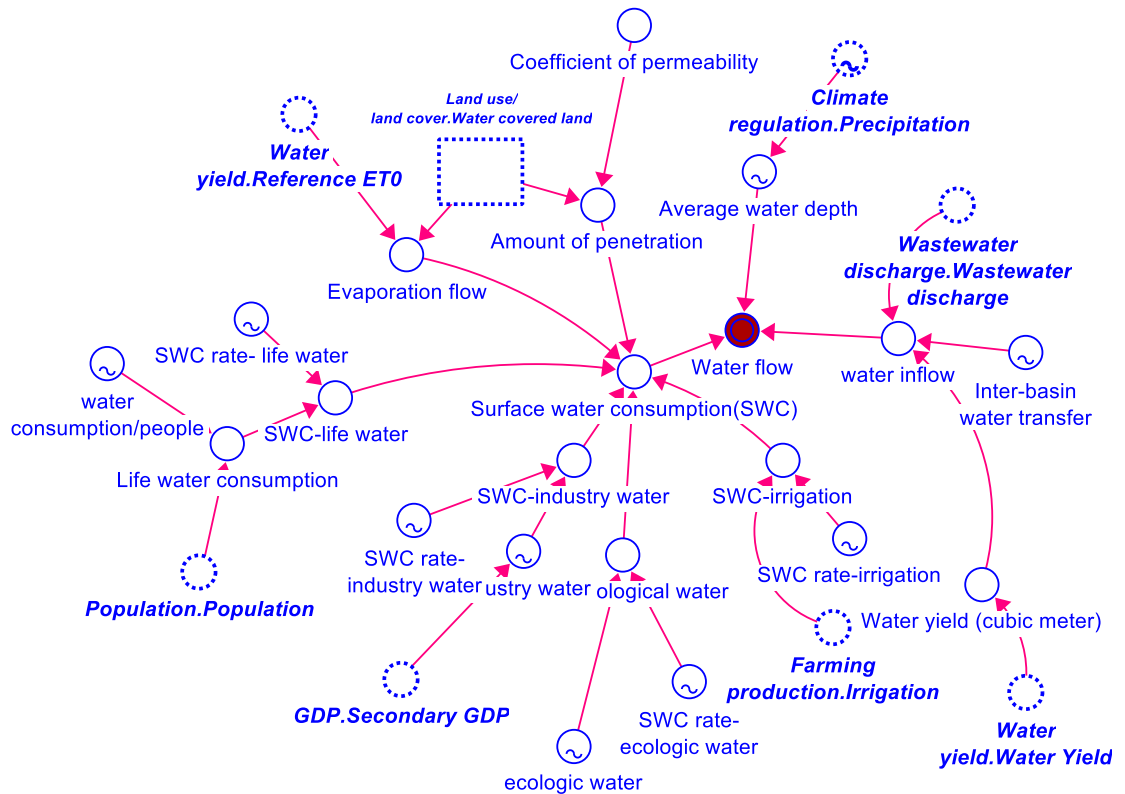 Coefficient of permeability
Climate
regulation.Precipitation
Land use/
land cover.Water covered land
Water
yield.Reference ET0
Average water depth
Amount of penetration
Wastewater
discharge.Wastewater
discharge
Evaporation flow
SWC rate- life water
Water flow
water inflow
Inter-basin
water transfer
water
consumption/people
SWC-life water
Surface water consumption(SWC)
Life water consumption
SWC-industry water
SWC-irrigation
SWC rate-
industry water
ustry water
ological water
SWC rate-irrigation
Population.Population
Water yield (cubic meter)
Farming
production.Irrigation
GDP.Secondary GDP
SWC rate-
ecologic water
Water
yield.Water Yield
ecologic water